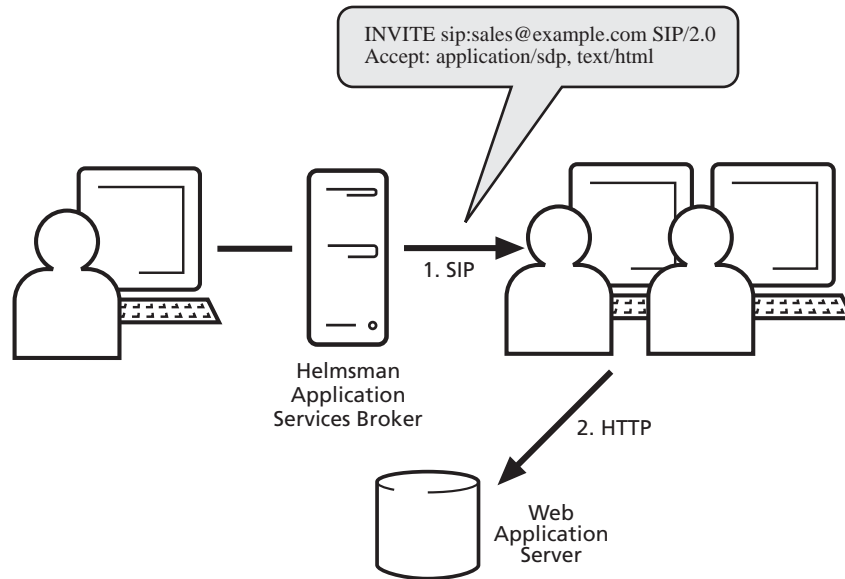 INVITE sip:sales@example.com SIP/2.0
Accept: application/sdp, text/html
1. SIP
Helmsman
Application
Services Broker
2. HTTP
Web
Application
Server